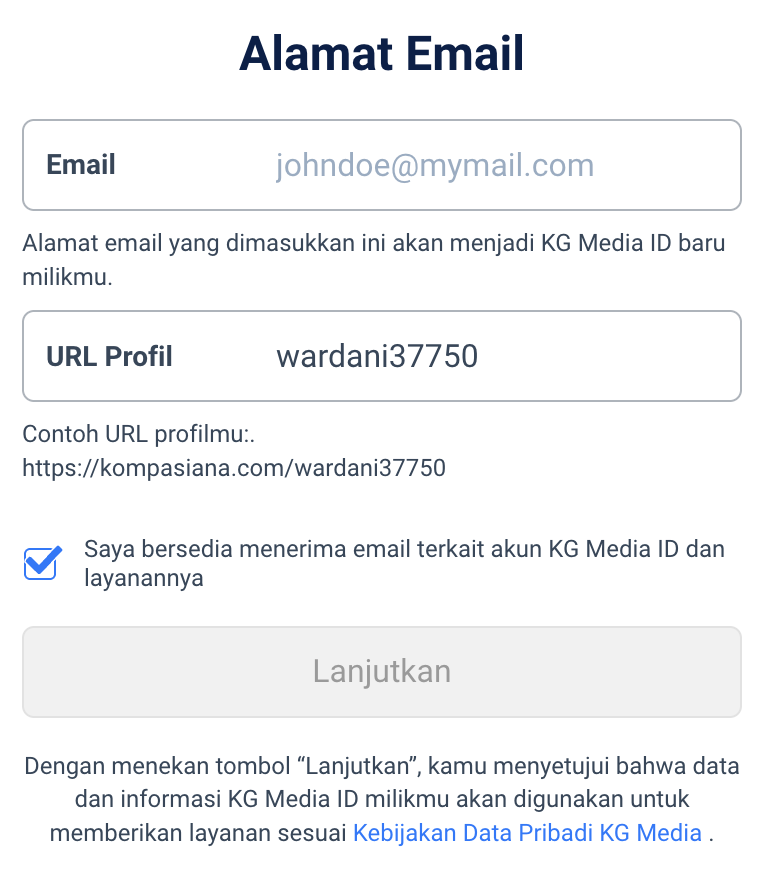 Alamat Email
Email johndoe@mymail.com
Alamat email yang dimasukkan ini akan menjadi KG Media ID baru
milikmu.
URL Profil wardani37750
Contoh URL profilmu:.
https://kompasiana.com/wardani37750
Saya bersedia menerima email terkait akun KG Media ID dan
layanannya
Lanjutkan
Dengan menekan tombol “Lanjutkan”, kamu menyetujui bahwa data
dan informasi KG Media ID milikmu akan digunakan untuk
memberikan layanan sesuai Kebijakan Data Pribadi KG Media .